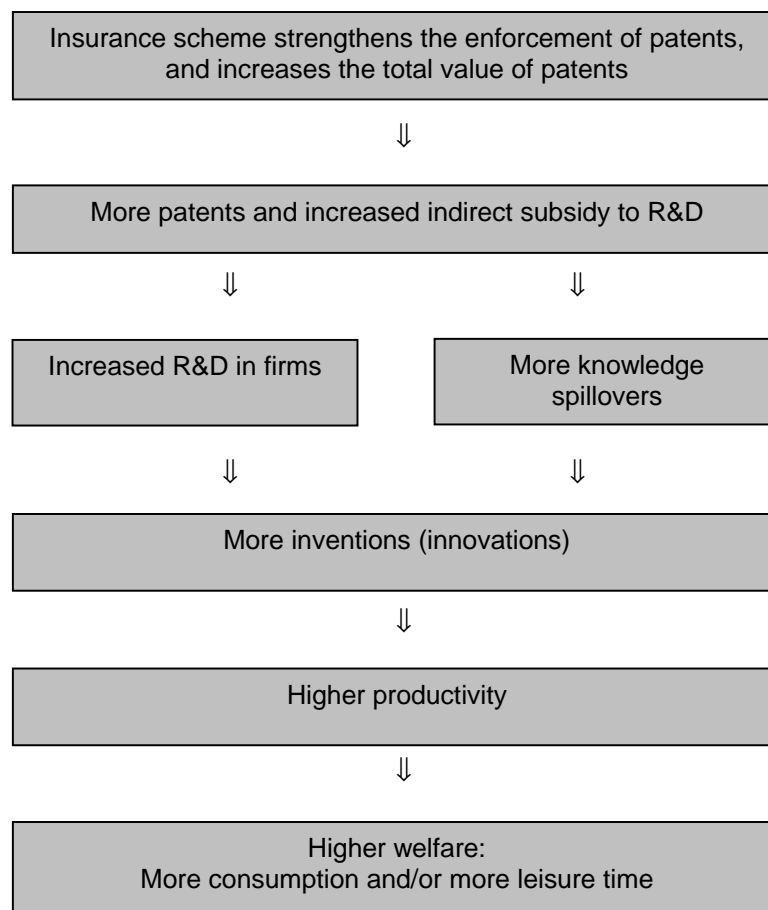 Insurance scheme strengthens the enforcement of patents,
and increases the total value of patents
⇓
More patents and increased indirect subsidy to R&D
⇓ ⇓
Increased R&D in firms
More knowledge
spillovers
⇓ ⇓
More inventions (innovations)
⇓
Higher productivity
⇓
Higher welfare:
More consumption and/or more leisure time